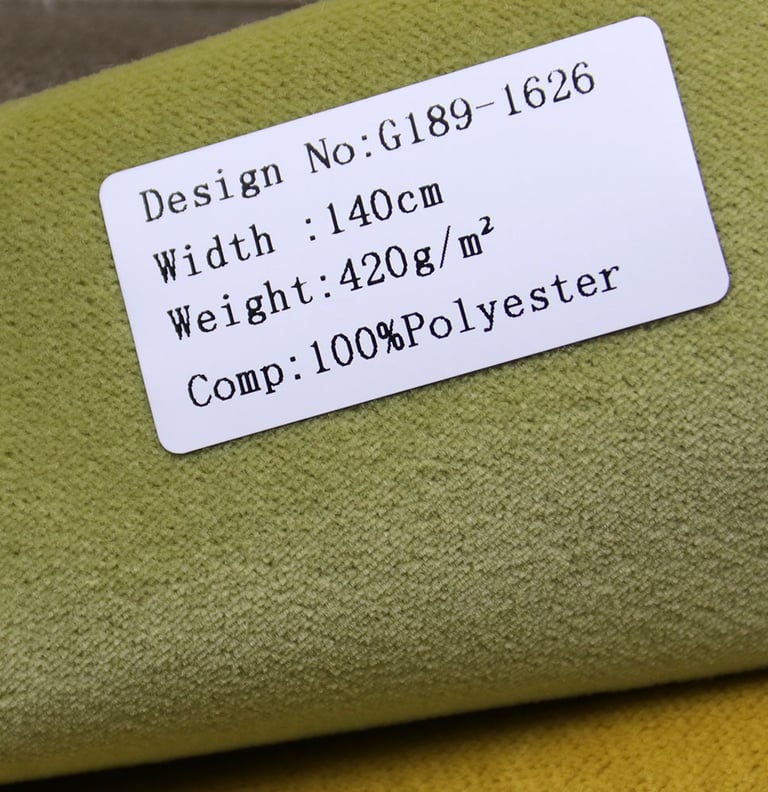 Design No:G189-1626
Width :140cm
Weight:420g/m²
Comp:100%Polyester